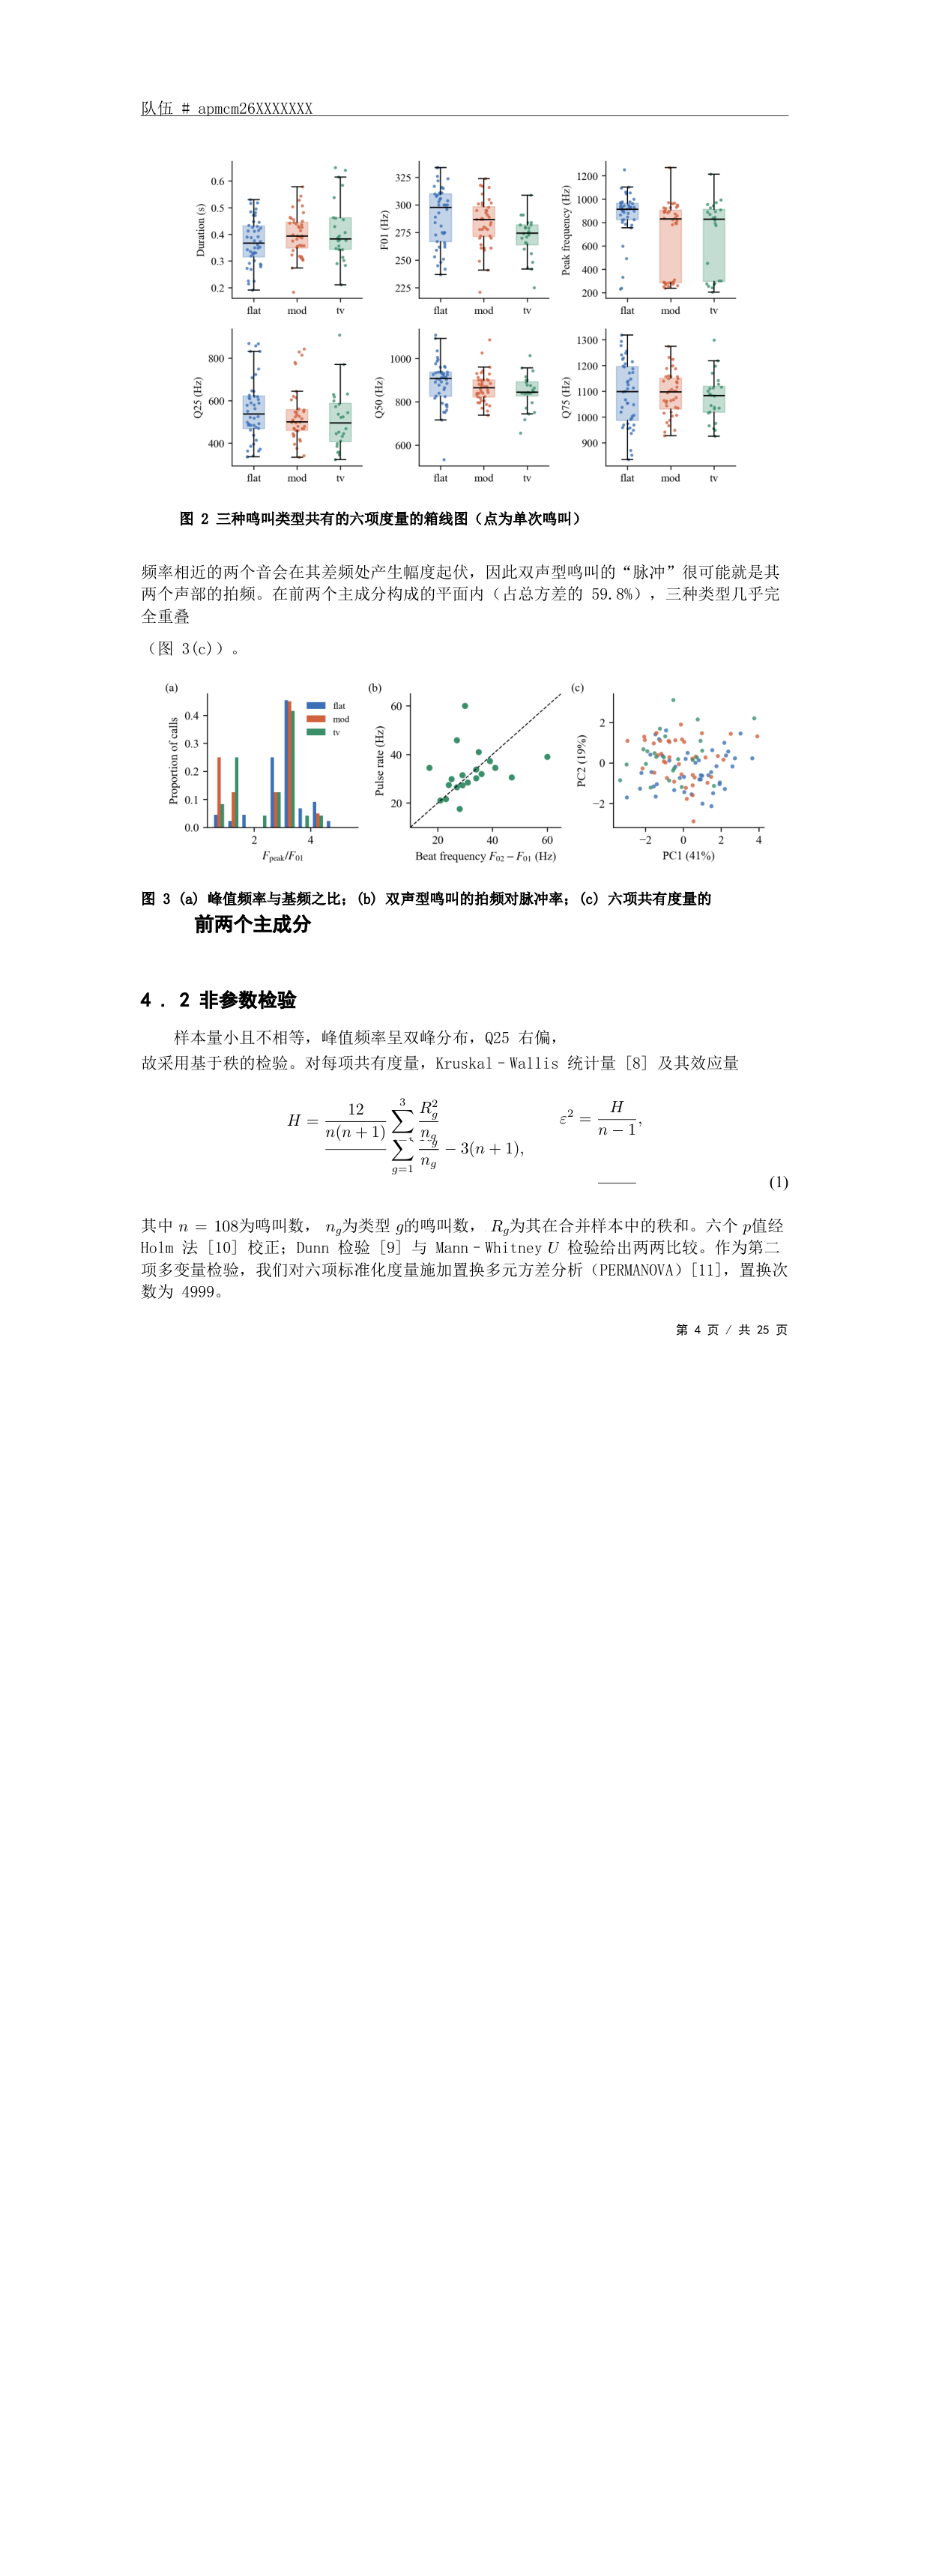 队伍 # apmcm26XXXXXXX
Duration (s)
0.6
0.5
0.4
0.3
0.2
flat mod tv
F01 (Hz)
325
300
275
250
225
flat mod tv
Peak frequency (Hz)
1200
1000
800
600
400
200
flat mod tv
Q25 (Hz)
800
600
400
flat mod tv
Q50 (Hz)
1000
800
600
flat mod tv
Q75 (Hz)
1300
1200
1100
1000
900
flat mod tv
图 2 三种鸣叫类型共有的六项度量的箱线图（点为单次鸣叫）
频率相近的两个音会在其差频处产生幅度起伏，因此双声型鸣叫的“脉冲”很可能就是其
两个声部的拍频。在前两个主成分构成的平面内（占总方差的 59.8%），三种类型几乎完
全重叠
（图 3(c)）。
(a)
Proportion of calls
0.4
0.3
0.2
0.1
0.0
flat
mod
tv
2 4
Fpeak/F01
(b)
Pulse rate (Hz)
60
40
20
20 40 60
Beat frequency F02 − F01 (Hz)
(c)
PC2 (19%)
2
0
−2
−2 0 2 4
PC1 (41%)
图 3 (a) 峰值频率与基频之比；(b) 双声型鸣叫的拍频对脉冲率；(c) 六项共有度量的
前两个主成分
4 . 2 非参数检验
样本量小且不相等，峰值频率呈双峰分布，Q25 右偏，
故采用基于秩的检验。对每项共有度量，Kruskal–Wallis 统计量 [8] 及其效应量
H = 12/n(n + 1) ∑ g=1 3 R_g^2/n_g − 3(n + 1), ε² = H/n − 1,
(1)
其中 n = 108为鸣叫数， n_g为类型 g的鸣叫数， R_g为其在合并样本中的秩和。六个 p值经
Holm 法 [10] 校正；Dunn 检验 [9] 与 Mann–Whitney U 检验给出两两比较。作为第二
项多变量检验，我们对六项标准化度量施加置换多元方差分析（PERMANOVA）[11]，置换次
数为 4999。
第 4 页 / 共 25 页